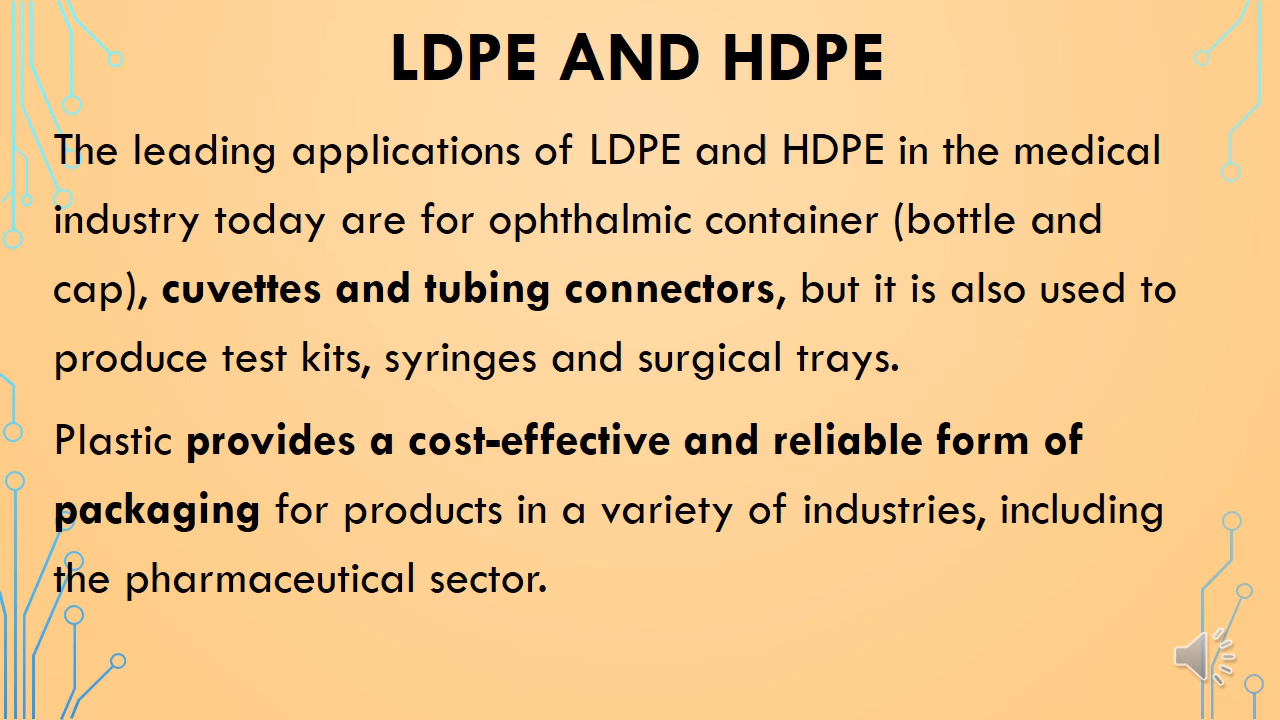 LDPE AND HDPE
The leading applications of LDPE and HDPE in the medical
industry today are for ophthalmic container (bottle and
cap), cuvettes and tubing connectors, but it is also used to
produce test kits, syringes and surgical trays.
Plastic provides a cost-effective and reliable form of
packaging for products in a variety of industries, including
the pharmaceutical sector.